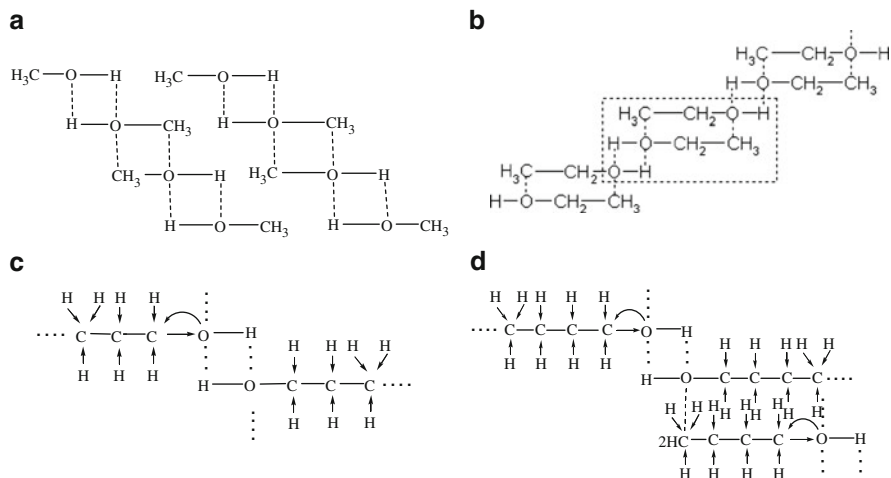 a
H₃C O H H₃C O H
H O CH₃ H O CH₃
CH₃ O H H₃C O H
H O CH₃ H O CH₃
b
H₃C CH₂ O H
H O CH₂ CH₃
H₃C CH₂ O H
H O CH₂ CH₃
H₃C CH₂ O H
H O CH₂ CH₃
c
H H H H
C C C O H
H H H
H H H H
H O C C C
H H H
d
H H H H H
C C C C O H
H H H H
H H H H H
H O C C C C
H H H H
H H H H H
2HC C C C O H
H H H H